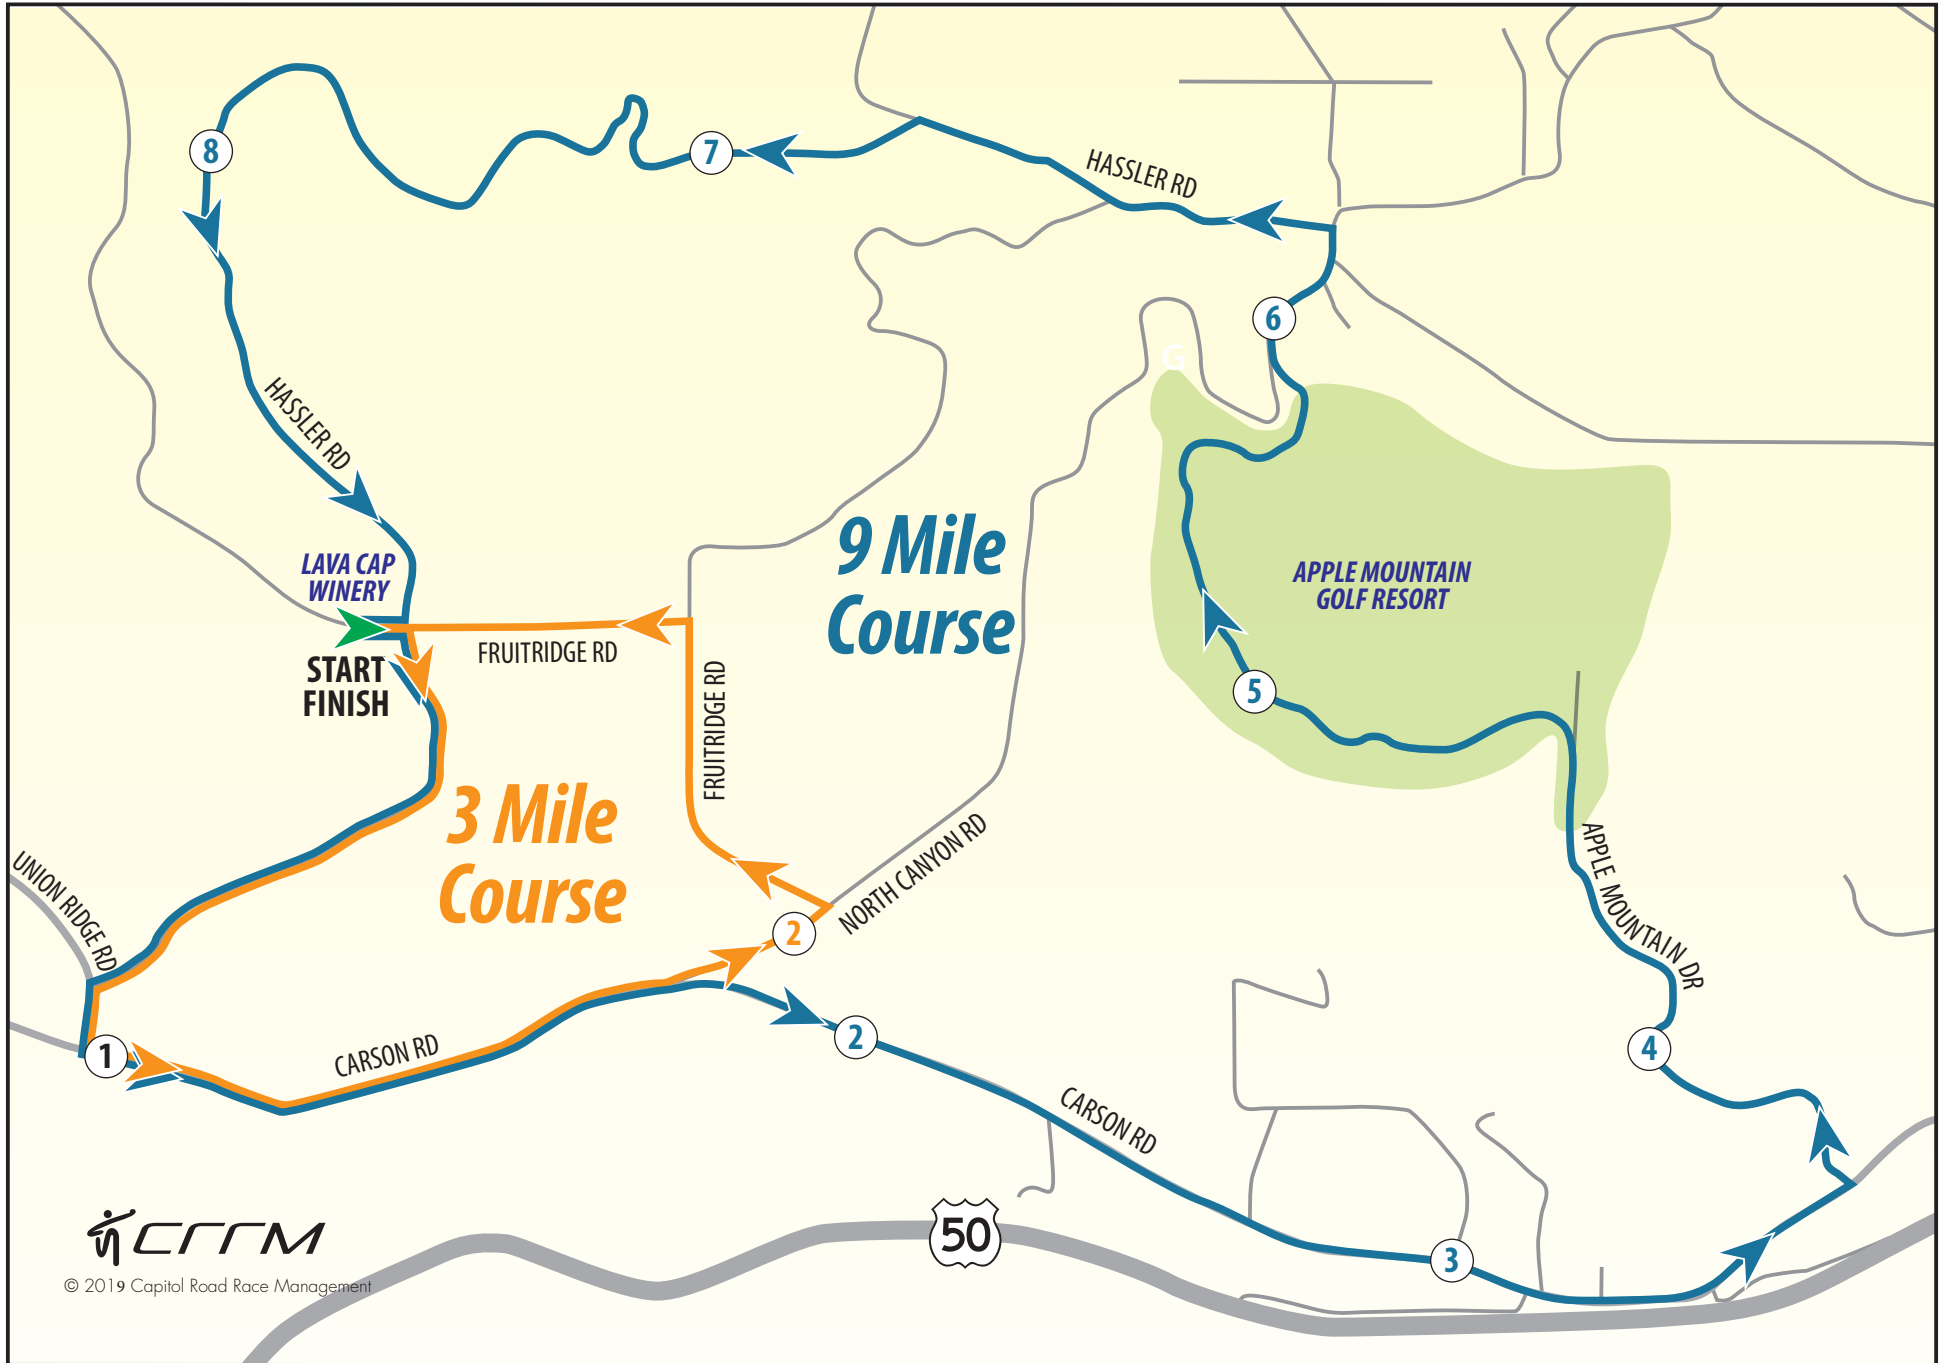 8
7
HASSLER RD
6
G
HASSLER RD
9 Mile
Course
LAVA CAP
WINERY
APPLE MOUNTAIN
GOLF RESORT
START
FINISH
FRUITRIDGE RD
FRUITRIDGE RD
5
3 Mile
Course
UNION RIDGE RD
NORTH CANYON RD
APPLE MOUNTAIN DR
2
1
CARSON RD
2
4
CARSON RD
50
3
CRRM
© 2019 Capitol Road Race Management